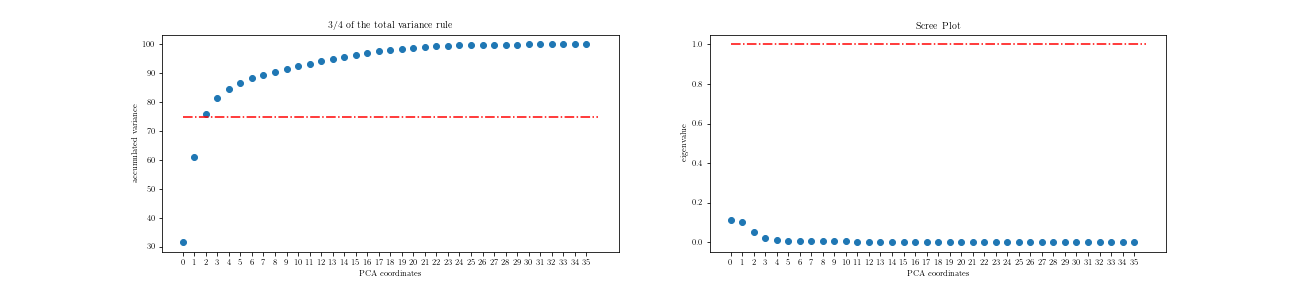 3/4 of the total variance rule
100
90
80
70
60
50
40
30
accumulated variance
0 1 2 3 4 5 6 7 8 9 10 11 12 13 14 15 16 17 18 19 20 21 22 23 24 25 26 27 28 29 30 31 32 33 34 35
PCA coordinates
Scree Plot
1.0
0.8
0.6
0.4
0.2
0.0
eigenvalue
0 1 2 3 4 5 6 7 8 9 10 11 12 13 14 15 16 17 18 19 20 21 22 23 24 25 26 27 28 29 30 31 32 33 34 35
PCA coordinates